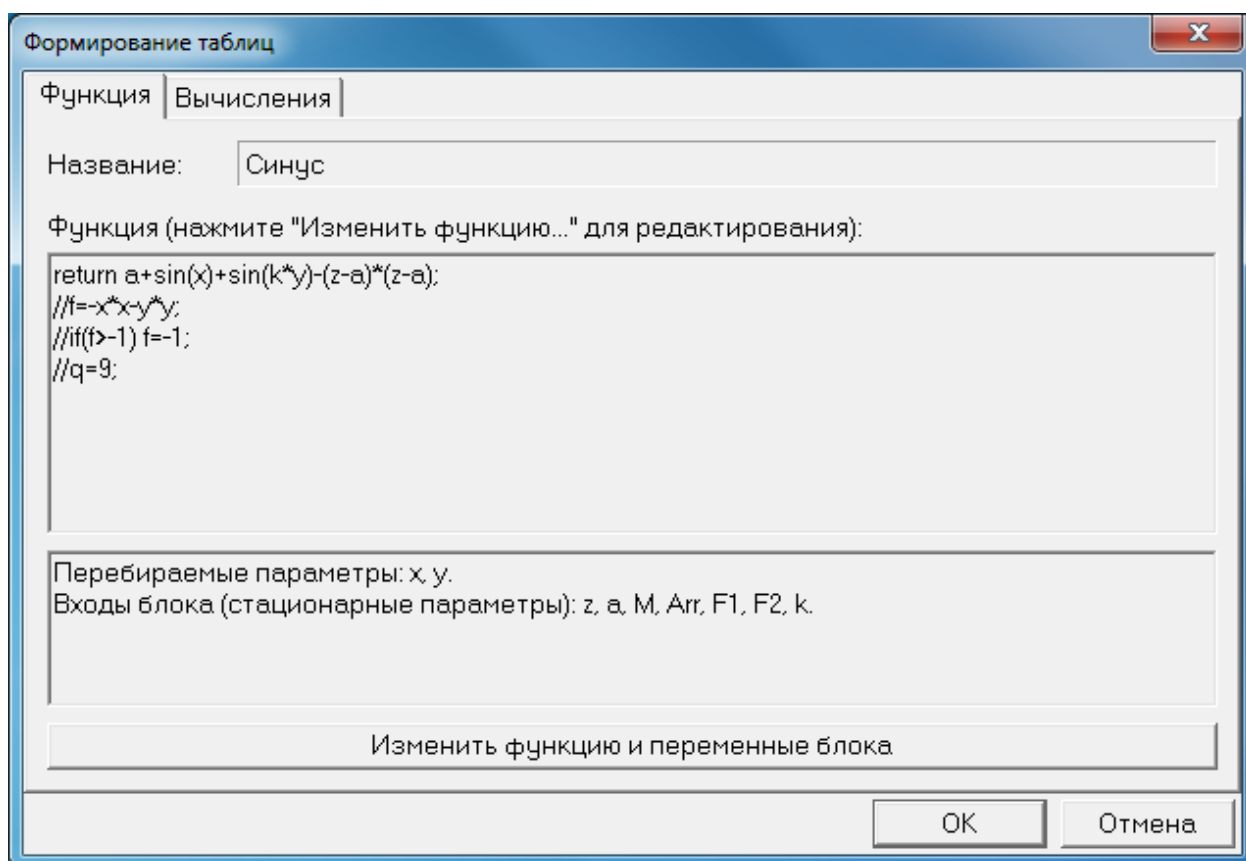 Формирование таблиц
Функция
Вычисления
Название:
Синус
Функция (нажмите "Изменить функцию..." для редактирования):
return a+sin(x)+sin(k*y)-(z-a)*(z-a);
//f=-x*x-y*y;
//if(f>-1) f=-1;
//q=9;
Перебираемые параметры: x, y.
Входы блока (стационарные параметры): z, a, M, Arr, F1, F2, k.
Изменить функцию и переменные блока
OK
Отмена